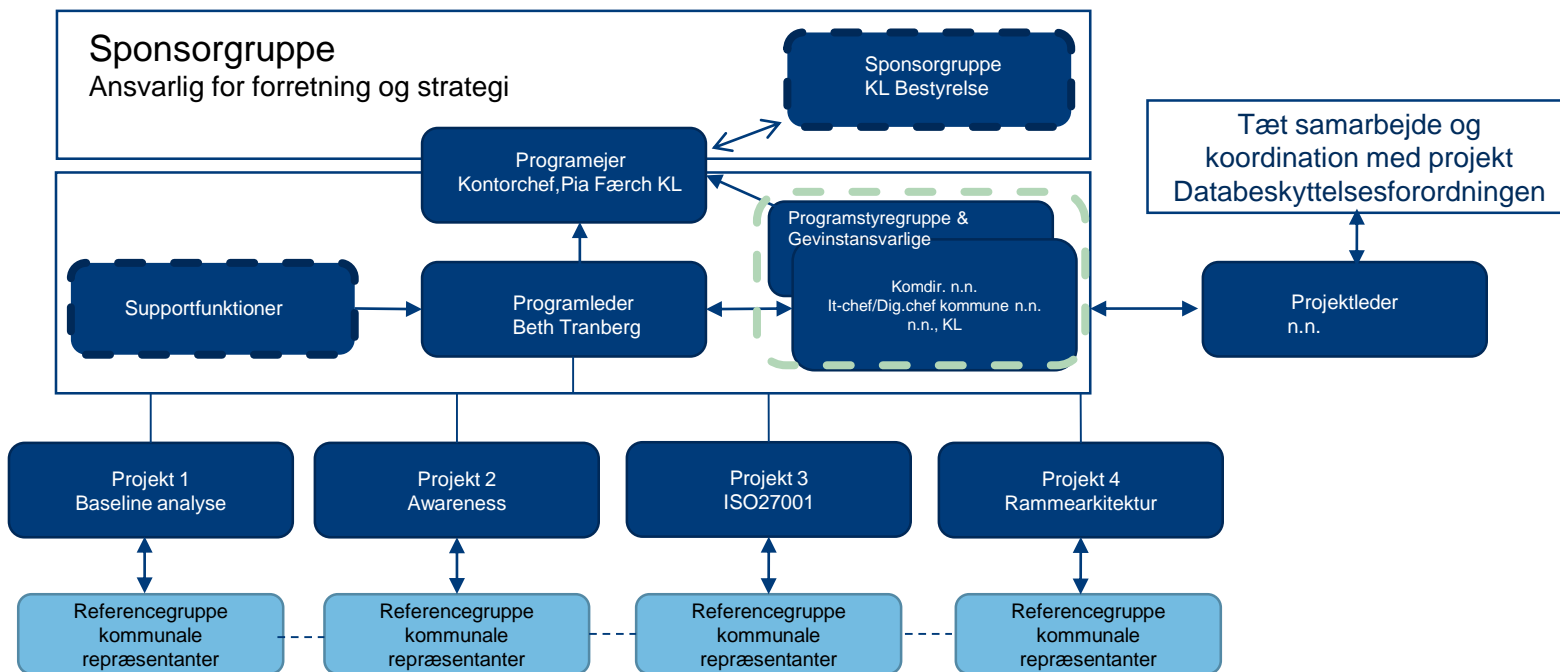 Sponsorgruppe
Ansvarlig for forretning og strategi
Sponsorgruppe
KL Bestyrelse
Programejer
Kontorchef,Pia Færch KL
Tæt samarbejde og
koordination med projekt
Databeskyttelsesforordningen
Programstyregruppe &
Gevinstansvarlige
Supportfunktioner
Programleder
Beth Tranberg
Komdir. n.n.
It-chef/Dig.chef kommune n.n.
n.n., KL
Projektleder
n.n.
Projekt 1
Baseline analyse
Projekt 2
Awareness
Projekt 3
ISO27001
Projekt 4
Rammearkitektur
Referencegruppe
kommunale
repræsentanter
Referencegruppe
kommunale
repræsentanter
Referencegruppe
kommunale
repræsentanter
Referencegruppe
kommunale
repræsentanter